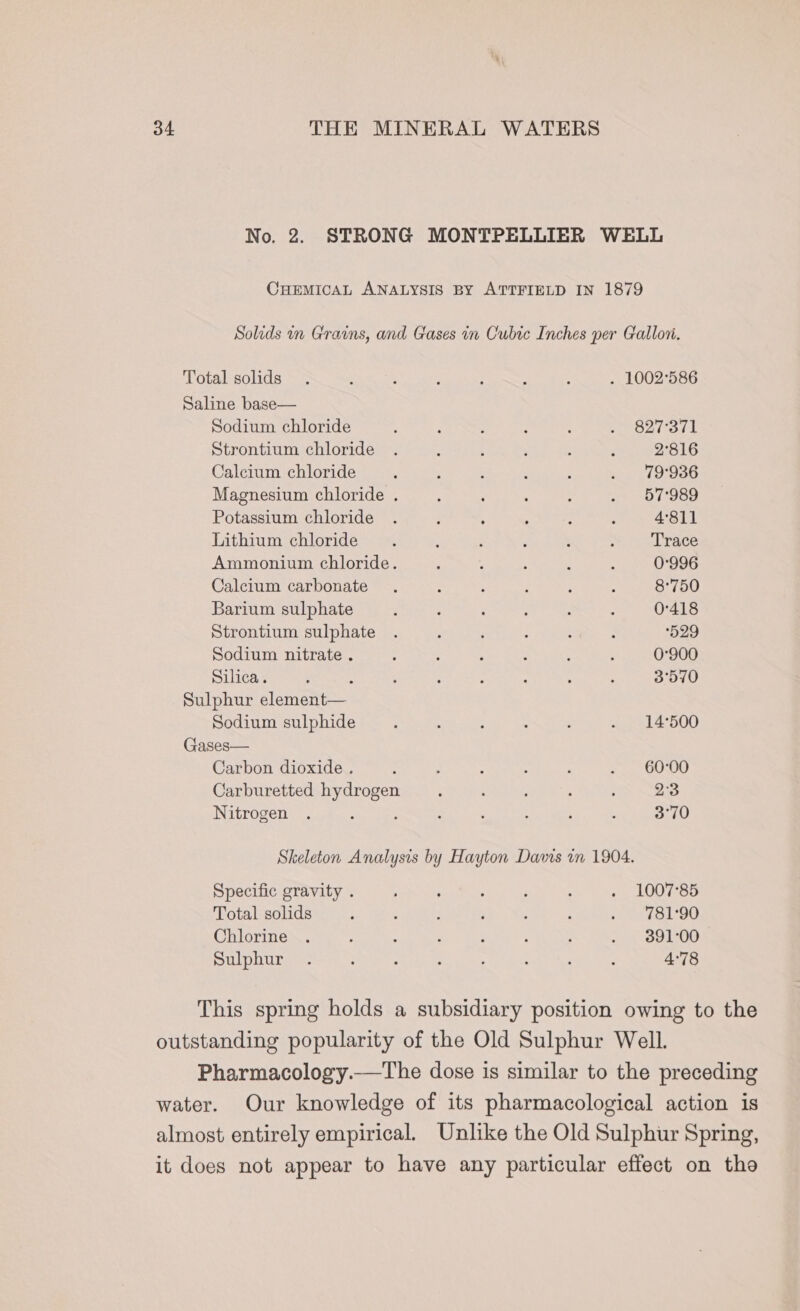 34 THE MINERAL WATERS
No. 2. STRONG MONTPELLIER WELL
CHEMICAL ANALYSIS BY ATTFIELD IN 1879
Solids in Grains, and Gases in Cubic Inches per Gallon.
Total solids . . . . . . . 1002·586
Saline base—
Sodium chloride . . . . . . 827·371
Strontium chloride . . . . . . 2·816
Calcium chloride . . . . . . 79·936
Magnesium chloride . . . . . . 57·989
Potassium chloride . . . . . . 4·811
Lithium chloride . . . . . . Trace
Ammonium chloride. . . . . . 0·996
Calcium carbonate . . . . . . 8·750
Barium sulphate . . . . . . 0·418
Strontium sulphate . . . . . . ·529
Sodium nitrate . . . . . . . 0·900
Silica . . . . . . . . 3·570
Sulphur element—
Sodium sulphide . . . . . . 14·500
Gases—
Carbon dioxide . . . . . . . 60·00
Carburetted hydrogen . . . . . 2·3
Nitrogen . . . . . . . . 3·70
Skeleton Analysis by Hayton Davis in 1904.
Specific gravity . . . . . . . 1007·85
Total solids . . . . . . . 781·90
Chlorine . . . . . . . . 391·00
Sulphur . . . . . . . . 4·78
This spring holds a subsidiary position owing to the
outstanding popularity of the Old Sulphur Well.
Pharmacology.—The dose is similar to the preceding
water. Our knowledge of its pharmacological action is
almost entirely empirical. Unlike the Old Sulphur Spring,
it does not appear to have any particular effect on the